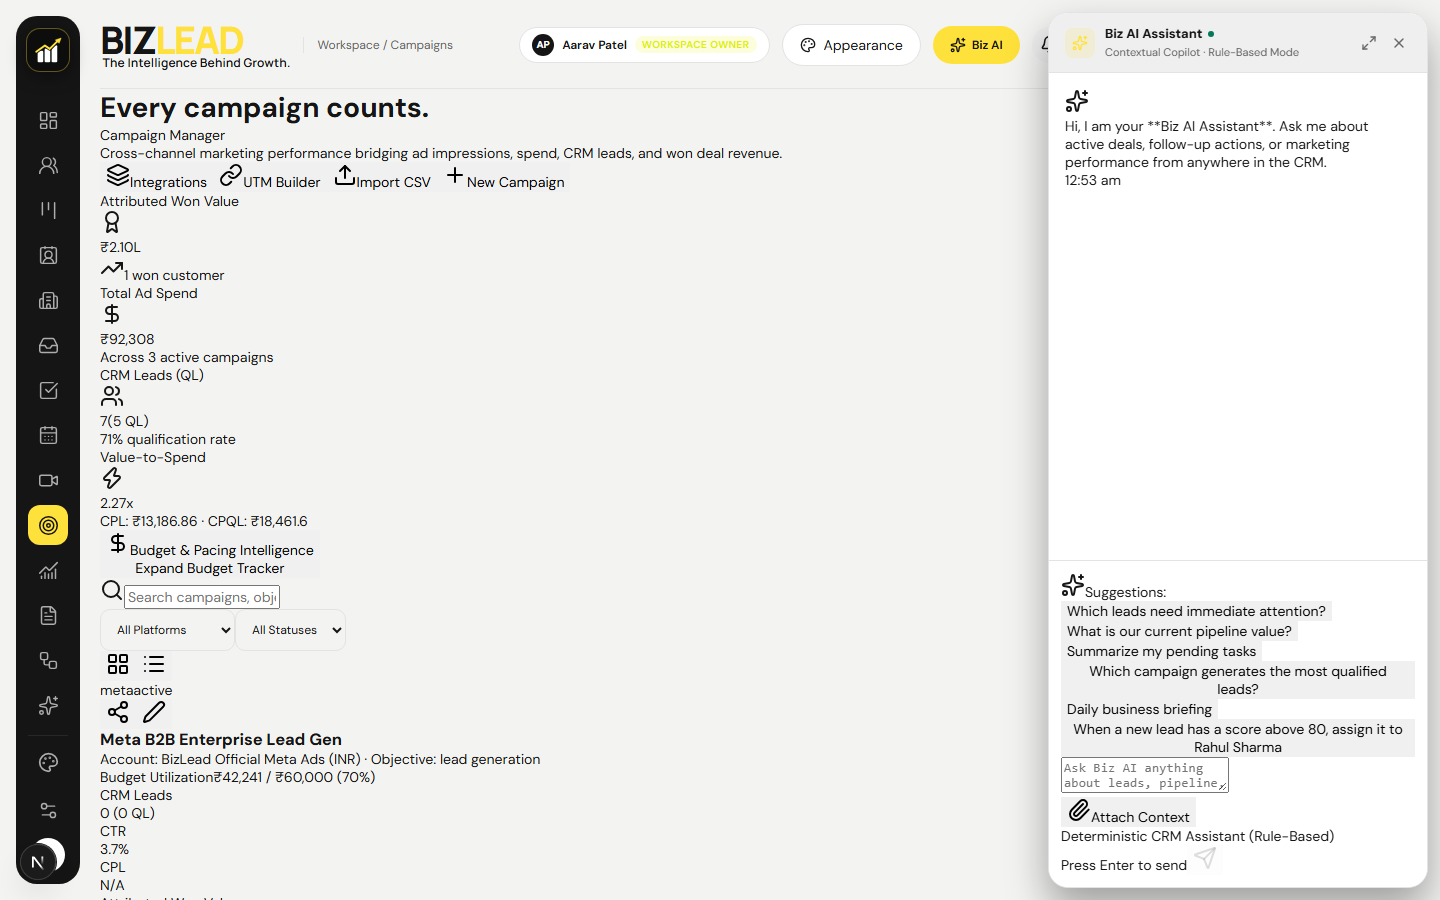 BIZLEAD
The Intelligence Behind Growth.
Workspace / Campaigns
AP Aarav Patel WORKSPACE OWNER
Appearance
Biz AI
Every campaign counts.
Campaign Manager
Cross-channel marketing performance bridging ad impressions, spend, CRM leads, and won deal revenue.
Integrations UTM Builder Import CSV New Campaign
Attributed Won Value
₹2.10L
1 won customer
Total Ad Spend
₹92,308
Across 3 active campaigns
CRM Leads (QL)
7(5 QL)
71% qualification rate
Value-to-Spend
2.27x
CPL: ₹13,186.86 · CPQL: ₹18,461.6
Budget & Pacing Intelligence
Expand Budget Tracker
Search campaigns, obj
All Platforms All Statuses
metaactive
Meta B2B Enterprise Lead Gen
Account: BizLead Official Meta Ads (INR) · Objective: lead generation
Budget Utilization₹42,241 / ₹60,000 (70%)
CRM Leads
0 (0 QL)
CTR
3.7%
CPL
N/A
N
Biz AI Assistant
Contextual Copilot · Rule-Based Mode
Hi, I am your **Biz AI Assistant**. Ask me about
active deals, follow-up actions, or marketing
performance from anywhere in the CRM.
12:53 am
Suggestions:
Which leads need immediate attention?
What is our current pipeline value?
Summarize my pending tasks
Which campaign generates the most qualified
leads?
Daily business briefing
When a new lead has a score above 80, assign it to
Rahul Sharma
Ask Biz AI anything
about leads, pipeline,
Attach Context
Deterministic CRM Assistant (Rule-Based)
Press Enter to send